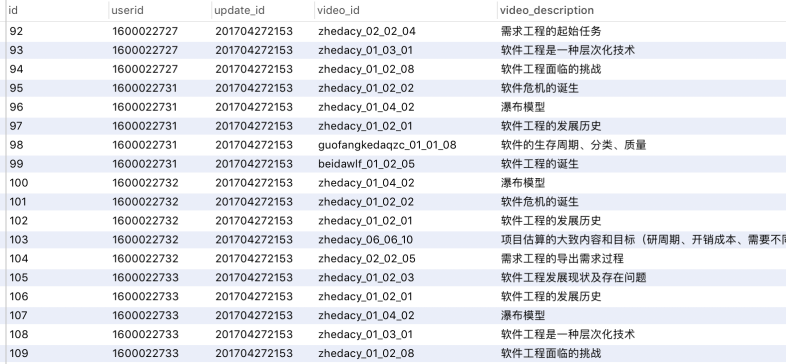 id userid update_id video_id video_description
92 1600022727 201704272153 zhedacy_02_02_04 需求工程的起始任务
93 1600022727 201704272153 zhedacy_01_03_01 软件工程是一种层次化技术
94 1600022727 201704272153 zhedacy_01_02_08 软件工程面临的挑战
95 1600022731 201704272153 zhedacy_01_02_02 软件危机的诞生
96 1600022731 201704272153 zhedacy_01_04_02 瀑布模型
97 1600022731 201704272153 zhedacy_01_02_01 软件工程的发展历史
98 1600022731 201704272153 guofangkedaqzc_01_01_08 软件的生存周期、分类、质量
99 1600022731 201704272153 beidawlf_01_02_05 软件工程的诞生
100 1600022732 201704272153 zhedacy_01_04_02 瀑布模型
101 1600022732 201704272153 zhedacy_01_02_02 软件危机的诞生
102 1600022732 201704272153 zhedacy_01_02_01 软件工程的发展历史
103 1600022732 201704272153 zhedacy_06_06_10 项目估算的大致内容和目标（研周期、开销成本、需要不同
104 1600022732 201704272153 zhedacy_02_02_05 需求工程的导出需求过程
105 1600022733 201704272153 zhedacy_01_02_03 软件工程发展现状及存在问题
106 1600022733 201704272153 zhedacy_01_02_01 软件工程的发展历史
107 1600022733 201704272153 zhedacy_01_04_02 瀑布模型
108 1600022733 201704272153 zhedacy_01_03_01 软件工程是一种层次化技术
109 1600022733 201704272153 zhedacy_01_02_08 软件工程面临的挑战